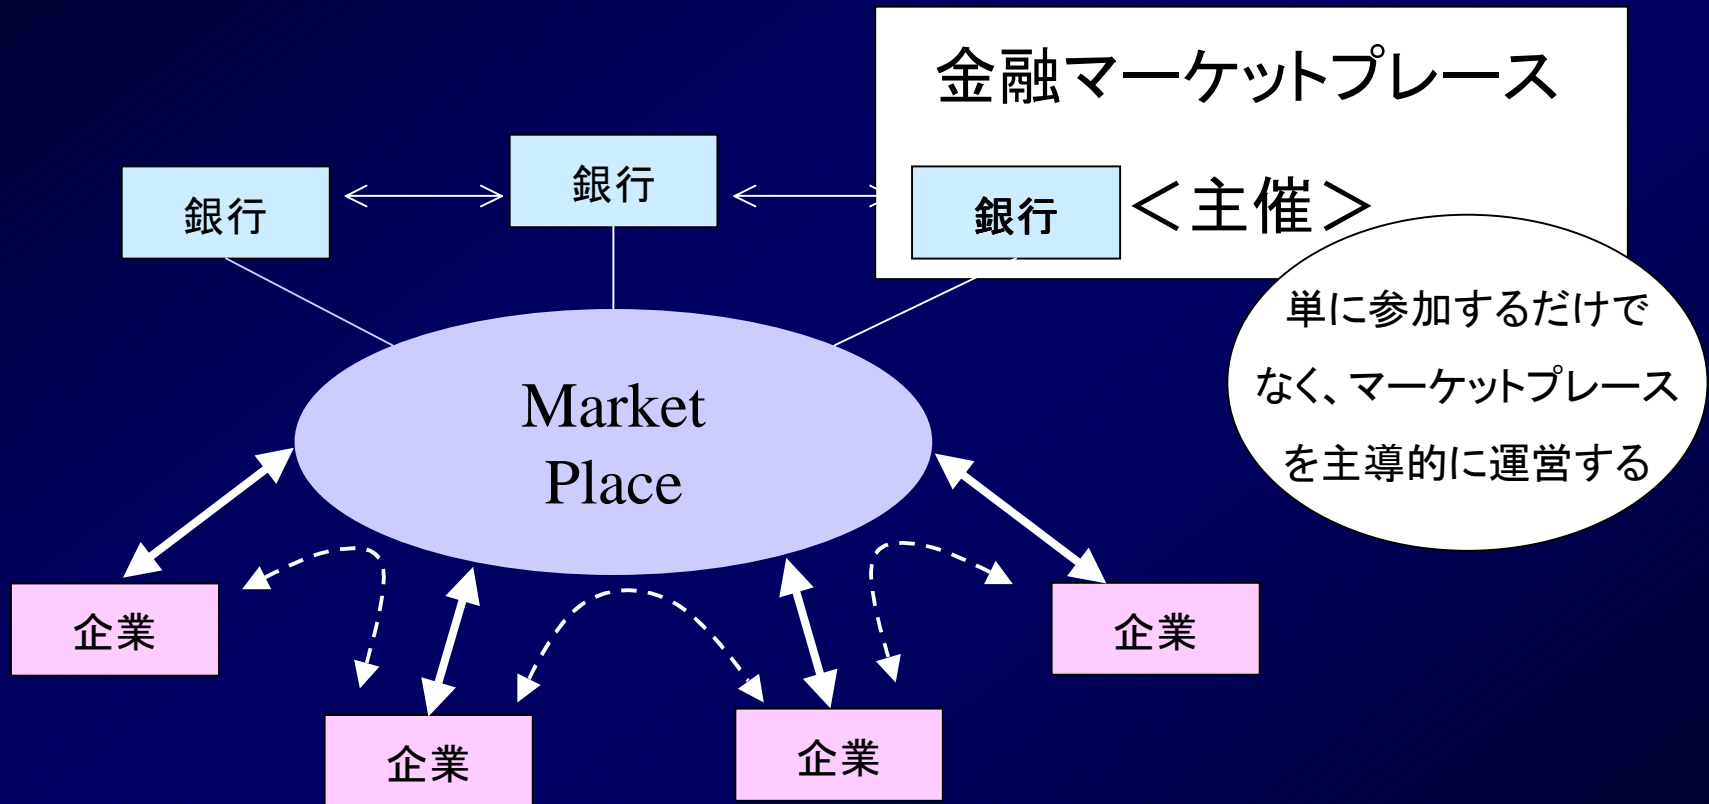 金融マーケットプレース
銀行
銀行
銀行
＜主催＞
単に参加するだけで
なく、マーケットプレース
を主導的に運営する
Market
Place
企業
企業
企業
企業